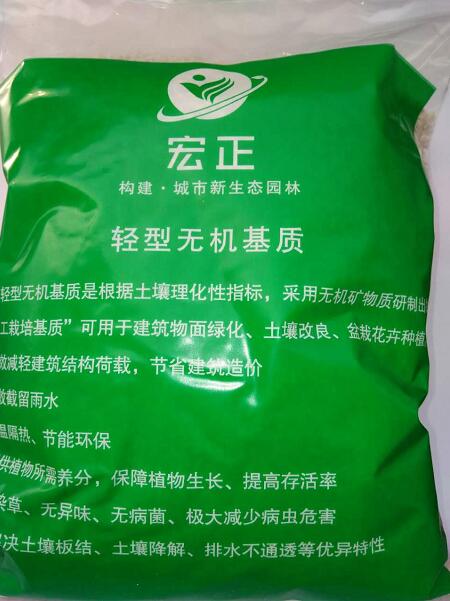 宏正
构建·城市新生态园林
轻型无机基质
轻型无机基质是根据土壤理化性指标，采用无机矿物质研制出
工栽培基质”可用于建筑物面绿化、土壤改良、盆栽花卉种植
效减轻建筑结构荷载，节省建筑造价
截留雨水
温隔热、节能环保
供植物所需养分，保障植物生长、提高存活率
杂草、无异味、无病菌、极大减少病虫危害
解决土壤板结、土壤降解、排水不通透等优异特性